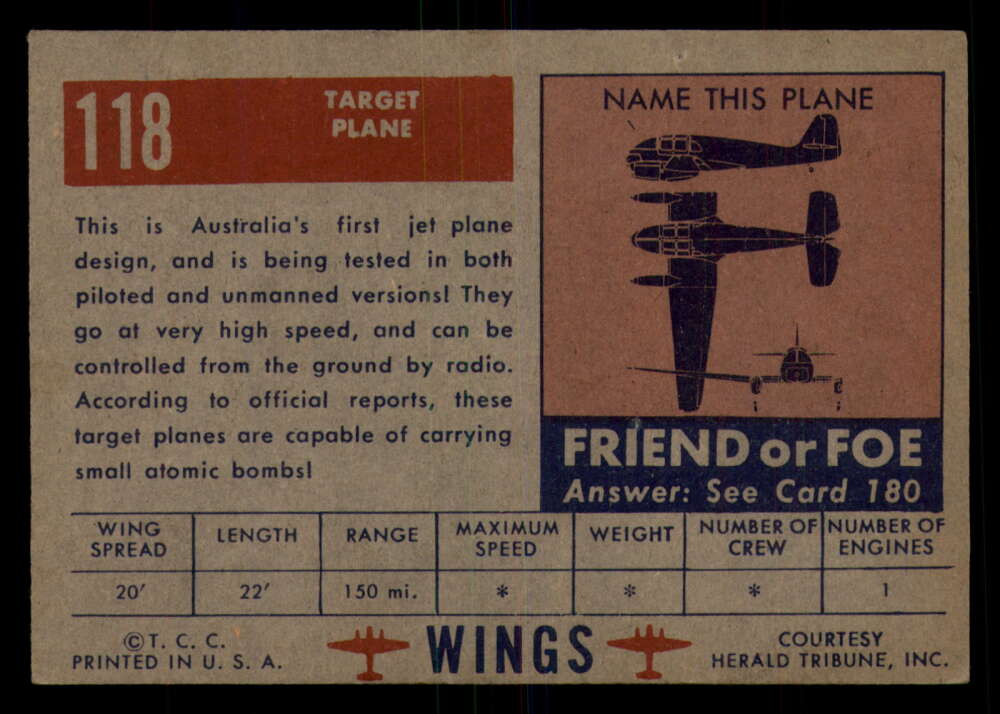 118
TARGET
PLANE
This is Australia's first jet plane
design, and is being tested in both
piloted and unmanned versions! They
go at very high speed, and can be
controlled from the ground by radio.
According to official reports, these
target planes are capable of carrying
small atomic bombs!
NAME THIS PLANE
FRIEND or FOE
Answer: See Card 180
WING SPREAD | LENGTH | RANGE | MAXIMUM SPEED | WEIGHT | NUMBER OF CREW | NUMBER OF ENGINES
20' | 22' | 150 mi. | * | * | * | 1
©T. C. C.
PRINTED IN U. S. A.
WINGS
COURTESY
HERALD TRIBUNE, INC.